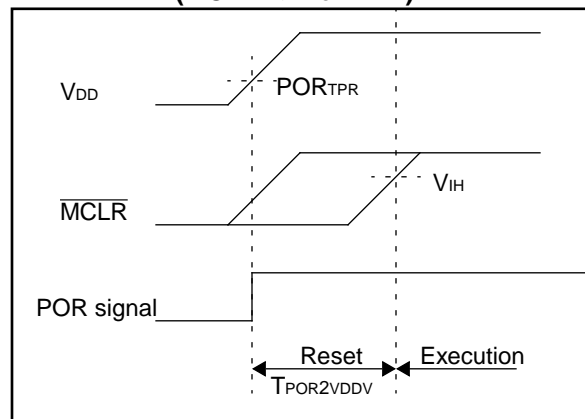 VDD
PORTPR
MCLR
VIH
POR signal
Reset
Execution
TPOR2VDDV